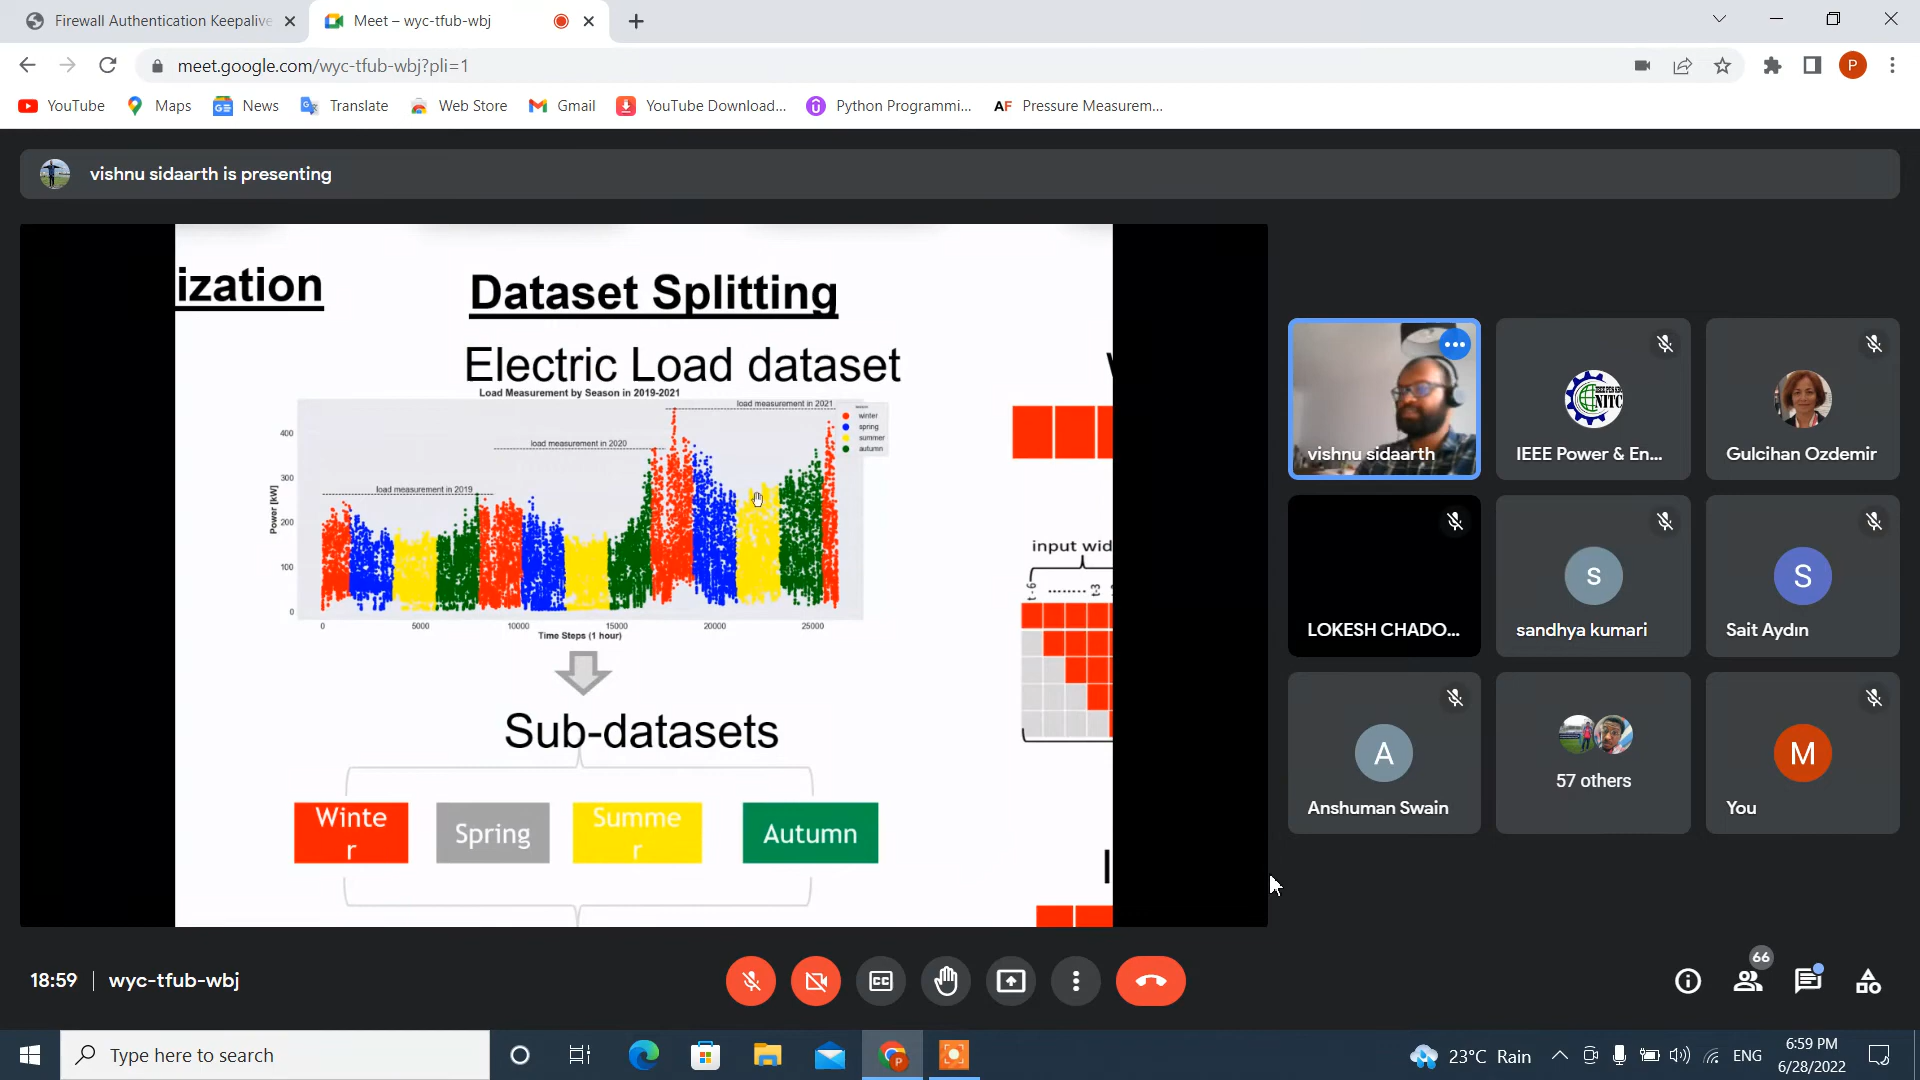 Firewall Authentication Keepalive
Meet – wyc-tfub-wbj
meet.google.com/wyc-tfub-wbj?pli=1
P
YouTube
Maps
News
Translate
Web Store
Gmail
YouTube Download...
Python Programmi...
AF Pressure Measurem...
vishnu sidaarth is presenting
ization
Dataset Splitting
Electric Load dataset
Load Measurement by Season in 2019-2021
load measurement in 2021
load measurement in 2020
load measurement in 2019
winter
spring
summer
autumn
Power [kW]
400
300
200
100
0
0
5000
10000
15000
20000
25000
Time Steps (1 hour)
Sub-datasets
Winte
r
Spring
Summe
r
Autumn
input wid
t-6
........
t-3
vishnu sidaarth
NITC
IEEE Power & En...
Gulcihan Ozdemir
LOKESH CHADO...
s
sandhya kumari
S
Sait Aydın
A
Anshuman Swain
57 others
M
You
18:59
wyc-tfub-wbj
CC
66
Type here to search
23°C Rain
ENG
6:59 PM
6/28/2022